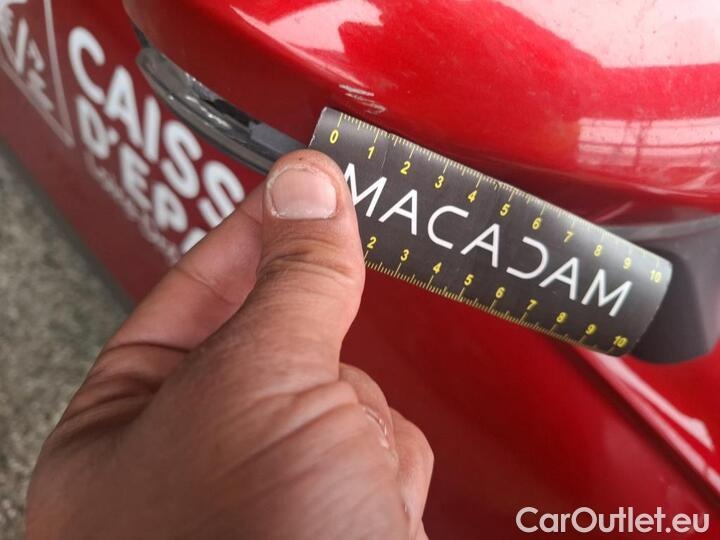 CAISS
D'EP
0 1 2 3 4 5 6 7 8 9 10
MACADAM
2 3 4 5 6 7 8 9 10
CarOutlet.eu